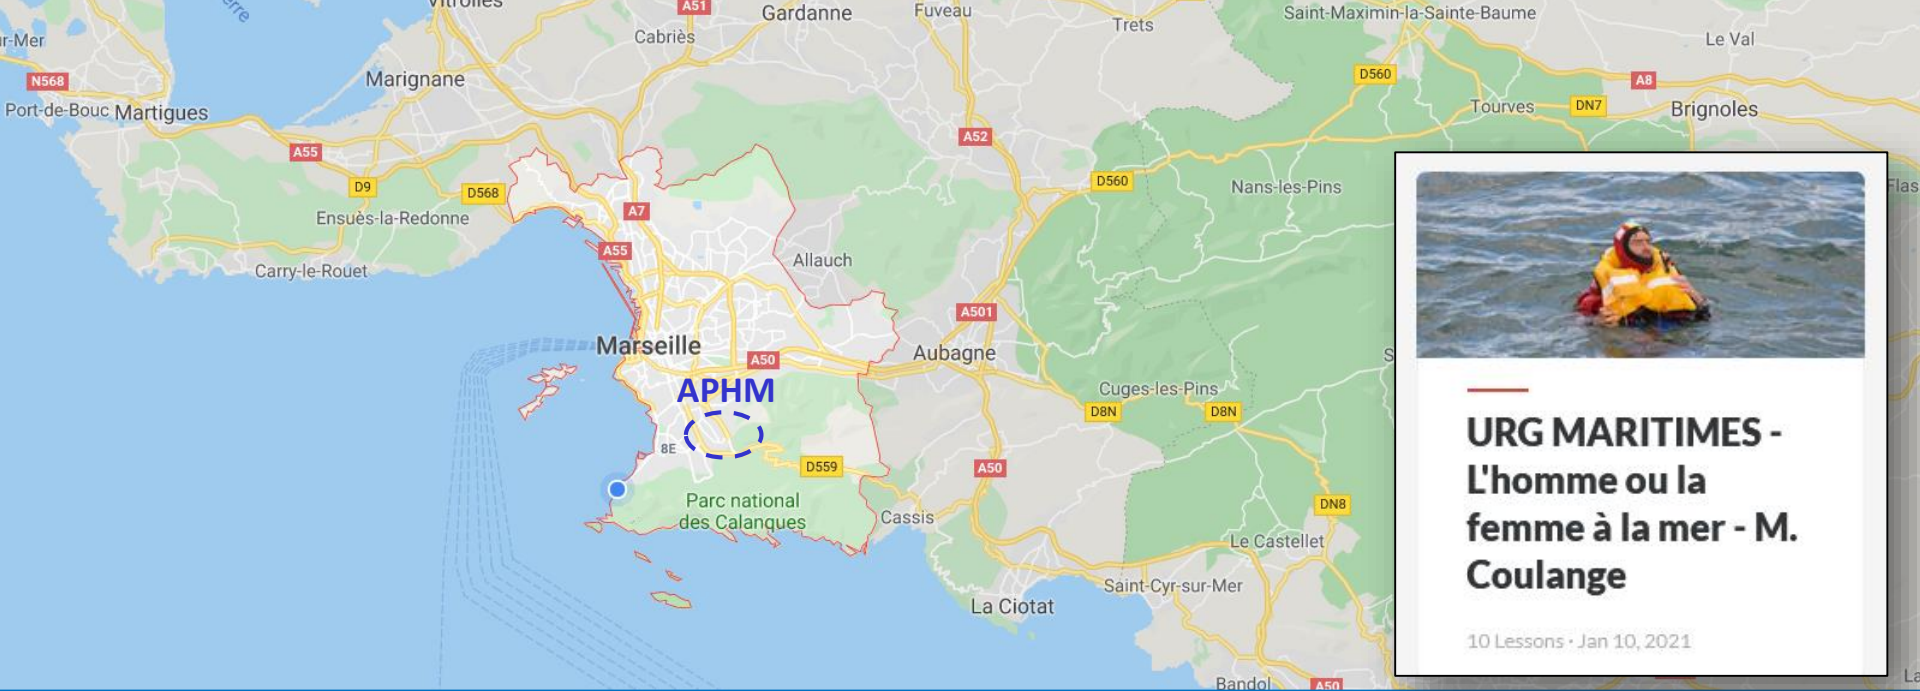 Vitrolles
A51
Gardanne
Fuveau
Saint-Maximin-la-Sainte-Baume
Trets
Cabriès
Le Val
r-Mer
N568
Marignane
D560
A8
Port-de-Bouc
Martigues
Tourves
DN7
Brignoles
A55
A52
D9
D568
D560
Nans-les-Pins
Flas
Ensuès-la-Redonne
A7
A55
Carry-le-Rouet
Allauch
A501
Marseille
A50
Aubagne
S
APHM
Cuges-les-Pins
D8N
D8N
8E
D559
A50
Parc national
des Calanques
Cassis
DN8
Le Castellet
Saint-Cyr-sur-Mer
La Ciotat
Bandol
A50
URG MARITIMES -
L'homme ou la
femme à la mer - M.
Coulange
10 Lessons · Jan 10, 2021
La